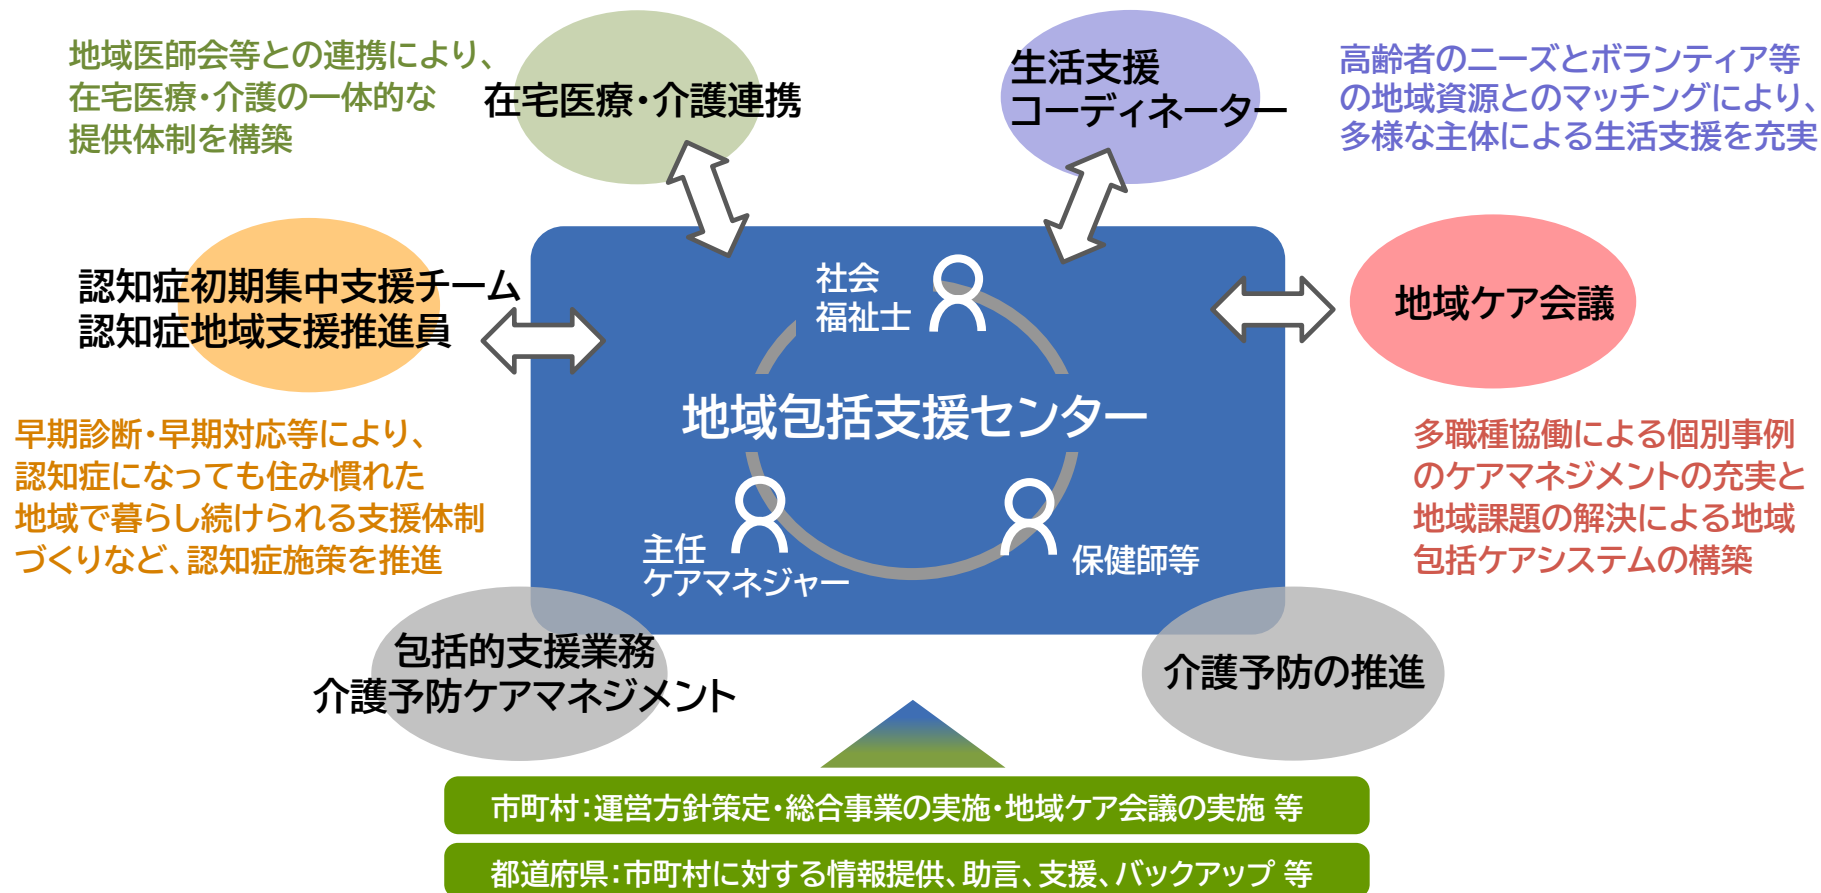 地域医師会等との連携により、
在宅医療・介護の一体的な
提供体制を構築
在宅医療・介護連携
生活支援
コーディネーター
高齢者のニーズとボランティア等
の地域資源とのマッチングにより、
多様な主体による生活支援を充実
認知症初期集中支援チーム
認知症地域支援推進員
早期診断・早期対応等により、
認知症になっても住み慣れた
地域で暮らし続けられる支援体制
づくりなど、認知症施策を推進
社会
福祉士
地域包括支援センター
主任
ケアマネジャー
保健師等
地域ケア会議
多職種協働による個別事例
のケアマネジメントの充実と
地域課題の解決による地域
包括ケアシステムの構築
包括的支援業務
介護予防ケアマネジメント
介護予防の推進
市町村：運営方針策定・総合事業の実施・地域ケア会議の実施 等
都道府県：市町村に対する情報提供、助言、支援、バックアップ 等